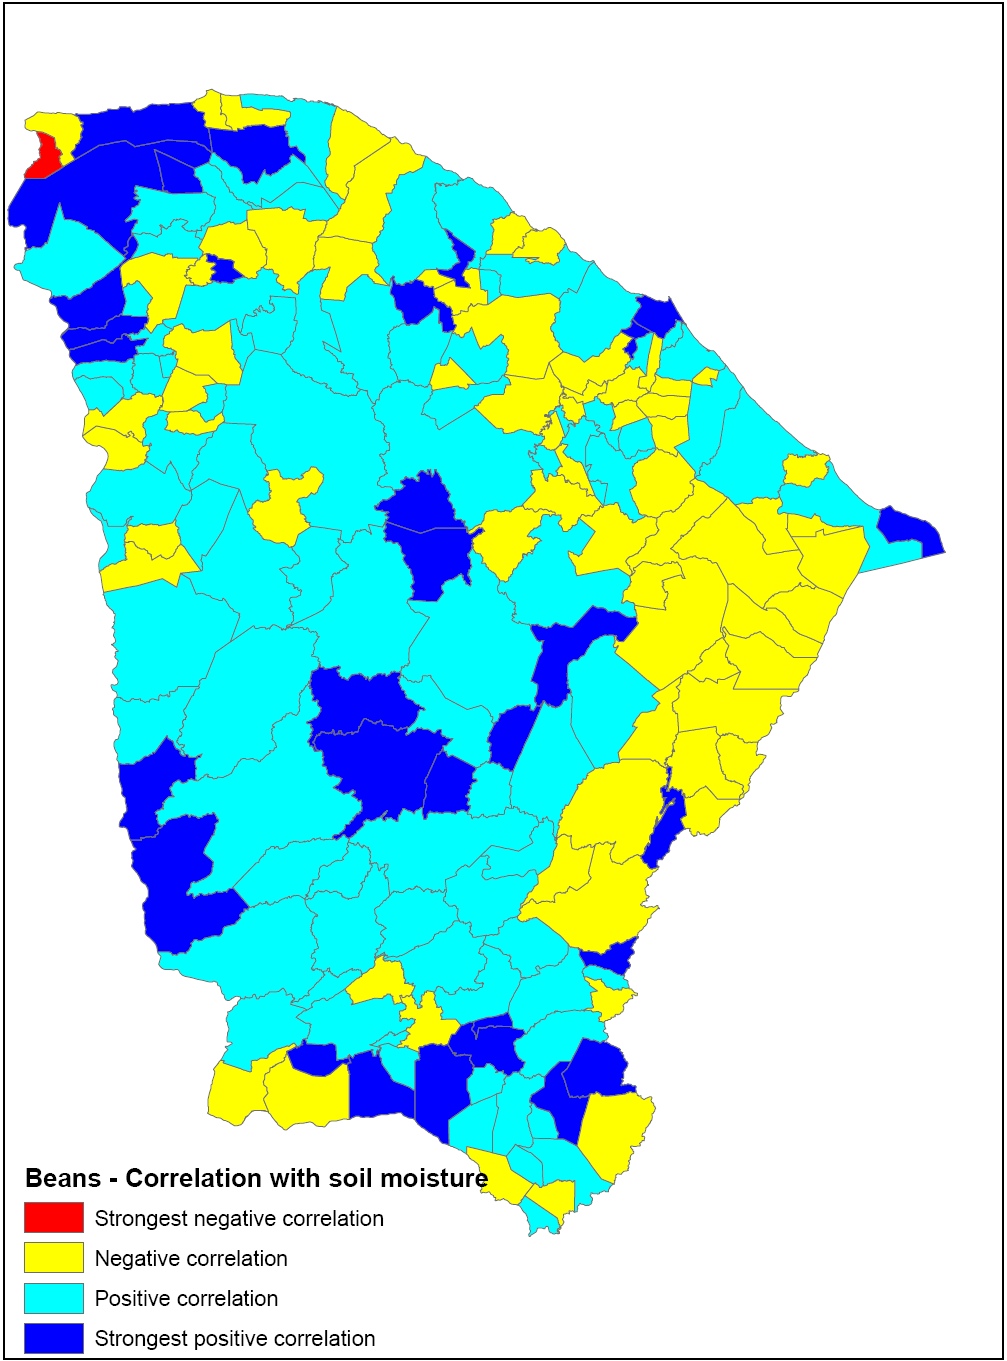 Beans - Correlation with soil moisture
Strongest negative correlation
Negative correlation
Positive correlation
Strongest positive correlation